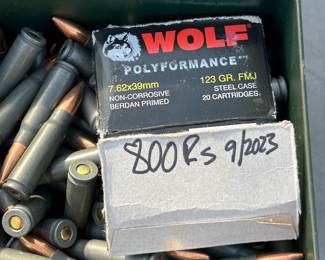 WOLF
POLYFORMANCE
7.62x39mm 123 GR. FMJ
NON-CORROSIVE STEEL CASE
BERDAN PRIMED 20 CARTRIDGES
800 Rs 9/2023